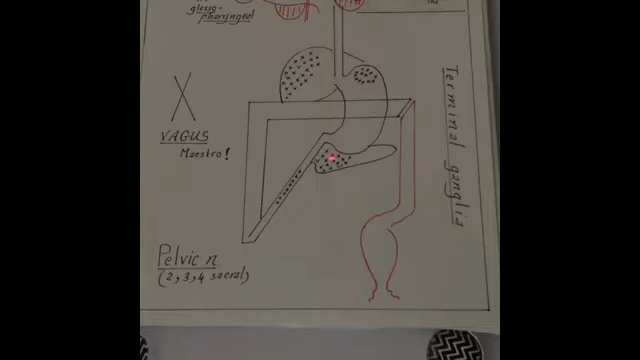 glosso-
pharyngeal
X
VAGUS
Maestro!
Terminal ganglia
Pelvic n
(2, 3, 4 sacral)